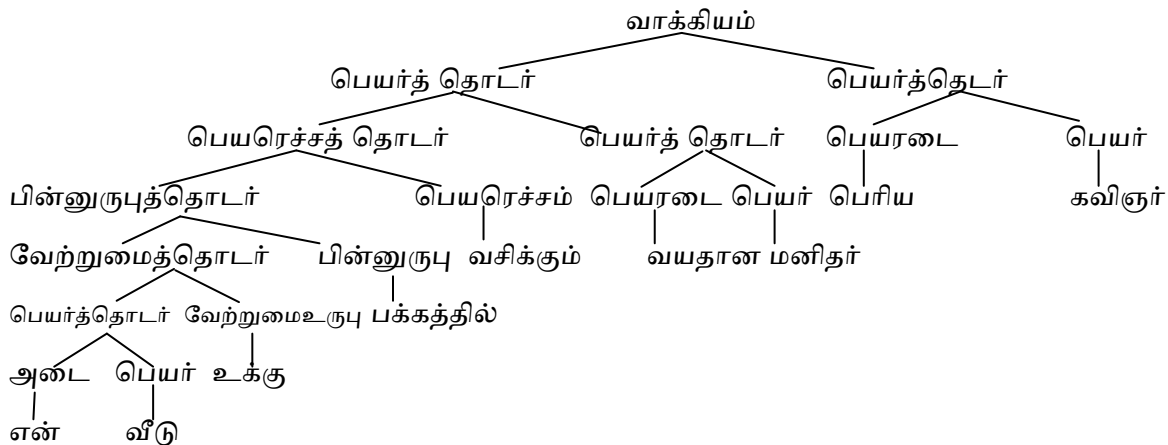 வாக்கியம்
பெயர்த் தொடர் பெயர்த்தெடர்
பெயரெச்சத் தொடர் பெயர்த் தொடர் பெயரடை பெயர்
பின்னுருபுத்தொடர் பெயரெச்சம் பெயரடை பெயர் பெரிய கவிஞர்
வேற்றுமைத்தொடர் பின்னுருபு வசிக்கும் வயதான மனிதர்
பெயர்த்தொடர் வேற்றுமைஉருபு பக்கத்தில்
அடை பெயர் உக்கு
என் வீடு